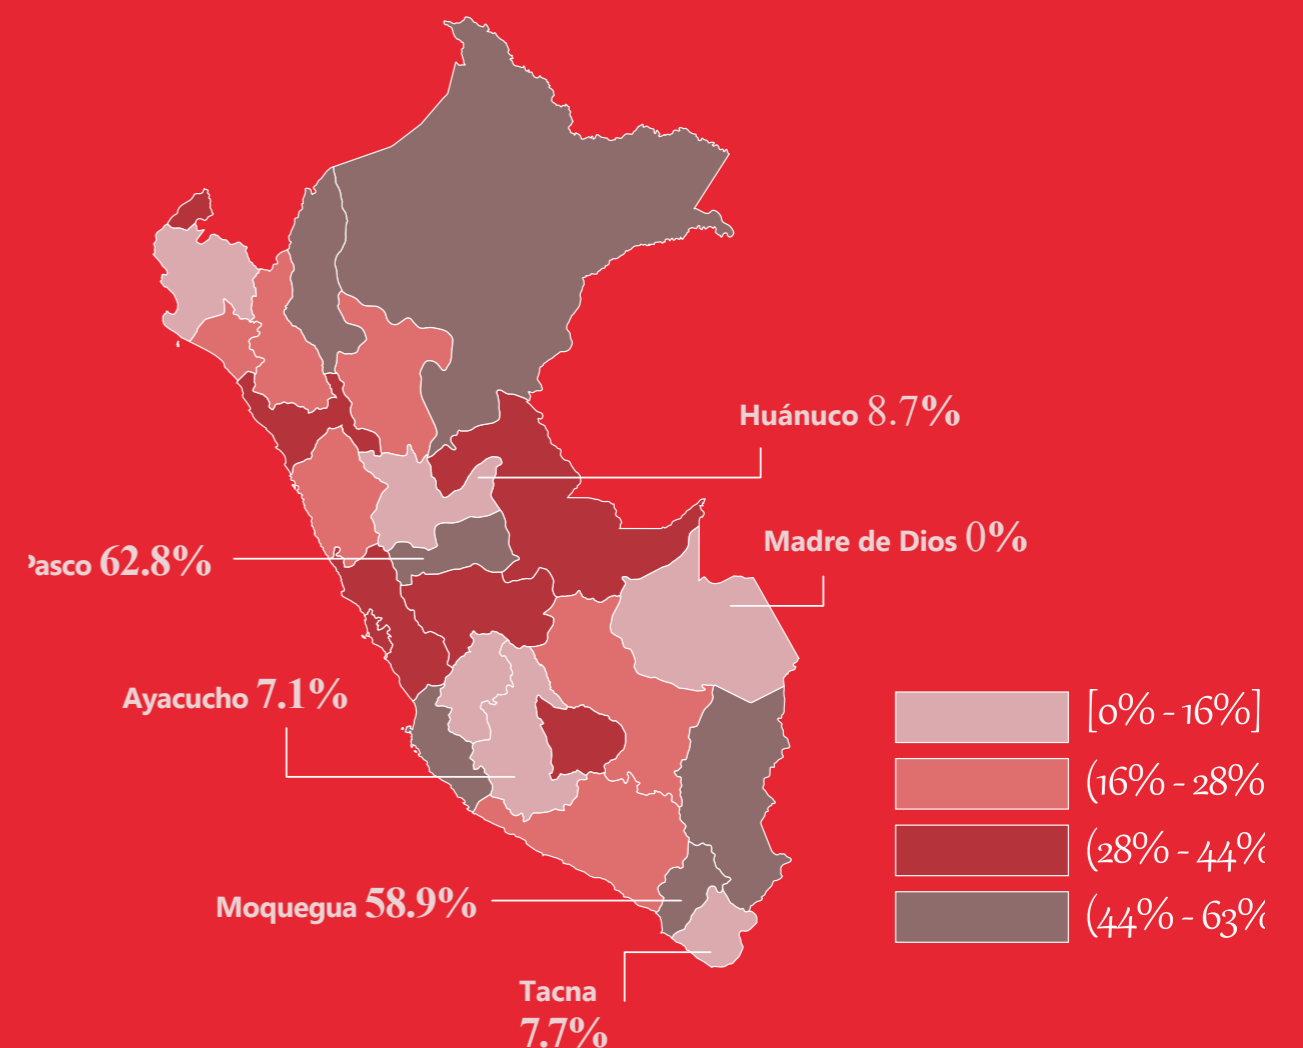 Huánuco 8.7%
Madre de Dios 0%
Pasco 62.8%
Ayacucho 7.1%
[0% - 16%]
(16% - 28%
(28% - 44%
(44% - 63%
Moquegua 58.9%
Tacna
7.7%